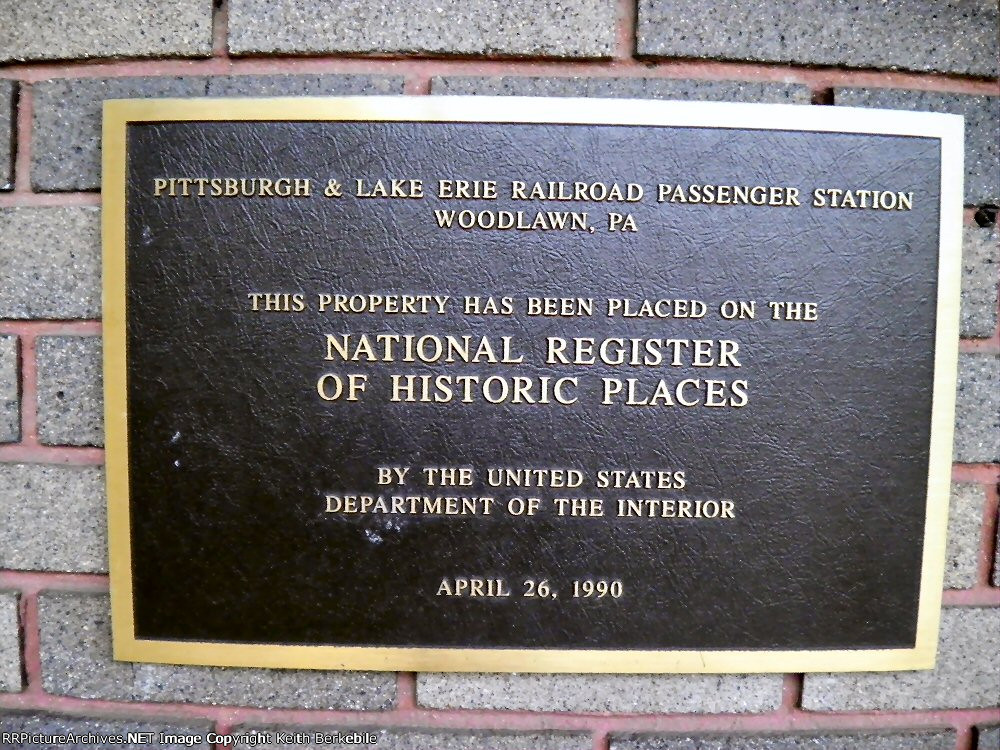 PITTSBURGH & LAKE ERIE RAILROAD PASSENGER STATION
WOODLAWN, PA
THIS PROPERTY HAS BEEN PLACED ON THE
NATIONAL REGISTER
OF HISTORIC PLACES
BY THE UNITED STATES
DEPARTMENT OF THE INTERIOR
APRIL 26, 1990
RRPictureArchives.NET Image Copyright Keith Berkebile